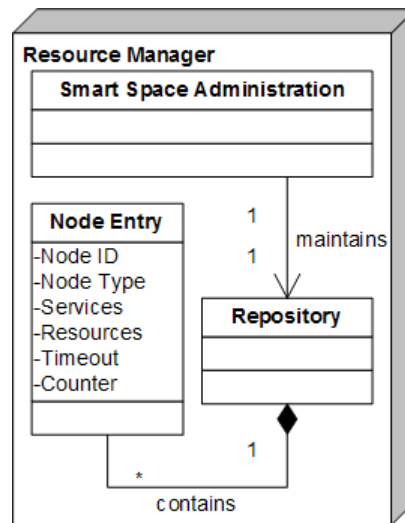 Resource Manager
Smart Space Administration
1
1
maintains
Node Entry
-Node ID
-Node Type
-Services
-Resources
-Timeout
-Counter
Repository
1
*
contains